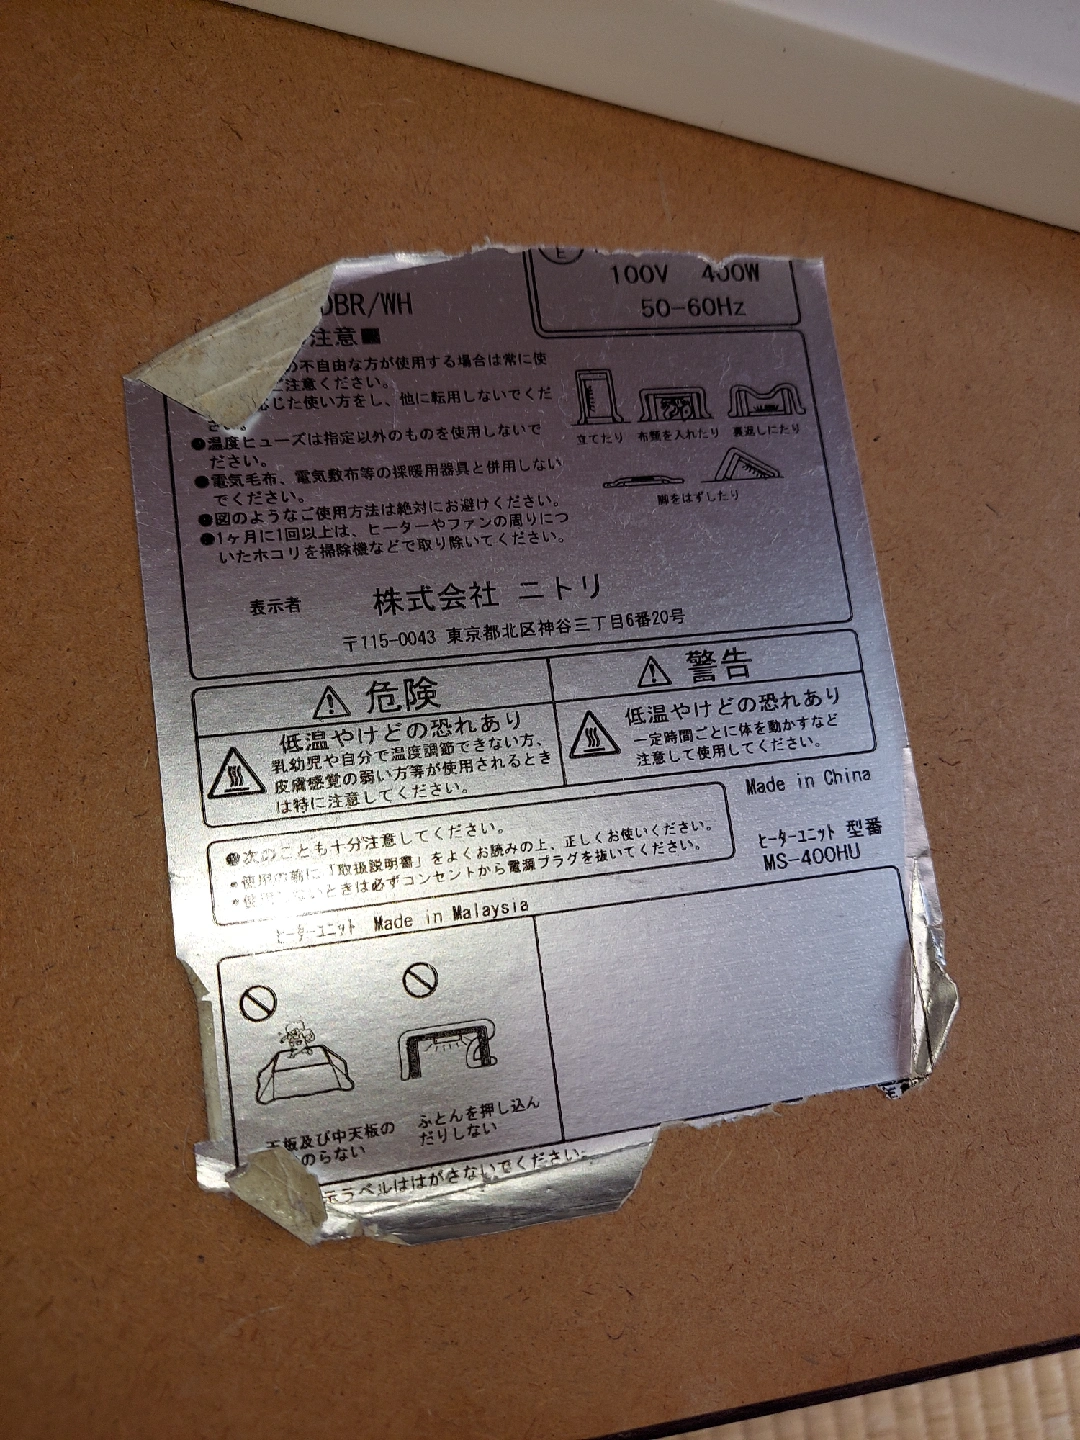 E
100V 400W
50-60Hz
0BR/WH
注意■
の不自由な方が使用する場合は常に使
ご注意ください。
応じた使い方をし、他に転用しないでくだ
さい。
●温度ヒューズは指定以外のものを使用しないで
ださい。
●電気毛布、電気敷布等の採暖用器具と併用しない
でください。
●図のようなご使用方法は絶対にお避けください。
●1ヶ月に1回以上は、ヒーターやファンの周りにつ
いたホコリを掃除機などで取り除いてください。
立てたり 布類を入れたり 裏返しにたり
脚をはずしたり
表示者 株式会社 ニトリ
〒115-0043 東京都北区神谷三丁目6番20号
危険
低温やけどの恐れあり
乳幼児や自分で温度調節できない方、
皮膚感覚の弱い方等が使用されるとき
は特に注意してください。
警告
低温やけどの恐れあり
一定時間ごとに体を動かすなど
注意して使用してください。
Made in China
●次のことも十分注意してください。
•使用の前に「取扱説明書」をよくお読みの上、正しくお使いください。
•使用しないときは必ずコンセントから電源プラグを抜いてください。
ﾋｰﾀｰﾕﾆｯﾄ 型番
MS-400HU
ﾋｰﾀｰﾕﾆｯﾄ Made in Malaysia
天板及び中天板の
のらない
ふとんを押し込ん
だりしない
示ラベルははがさないでください。